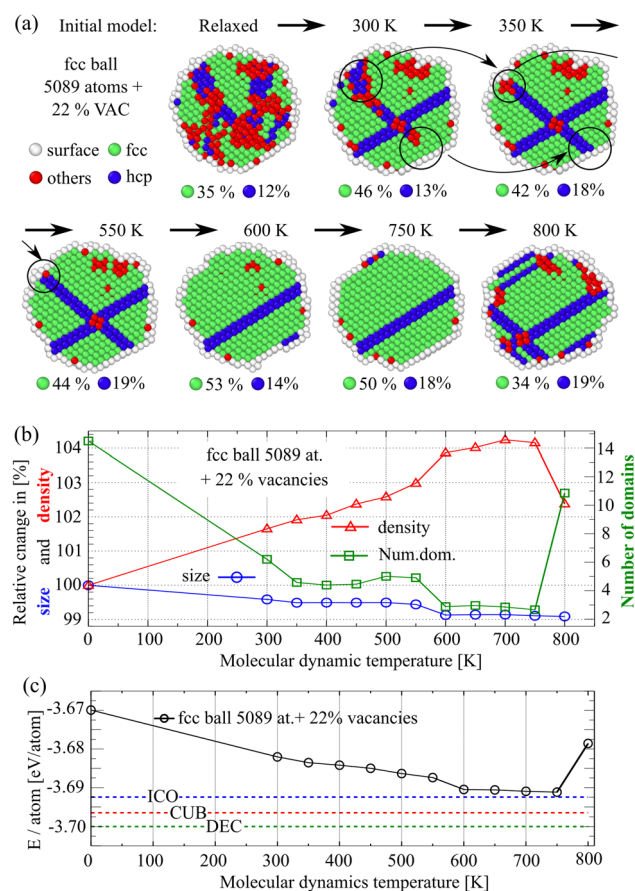 (a) Initial model: Relaxed 300 K 350 K
fcc ball
5089 atoms +
22 % VAC
surface fcc
others hcp
35 % 12% 46 % 13% 42 % 18%
550 K 600 K 750 K 800 K
44 % 19% 53 % 14% 50 % 18% 34 % 19%
(b)
Relative change in [%]
size and density
104
103
102
101
100
99
fcc ball 5089 at.
+ 22 % vacancies
density
Num.dom.
size
14
12
10
8
6
4
2
Number of domains
0 100 200 300 400 500 600 700 800
Molecular dynamic temperature [K]
(c)
E / atom [eV/atom]
-3.67
-3.68
-3.69
-3.70
fcc ball 5089 at.+ 22% vacancies
ICO
CUB
DEC
0 100 200 300 400 500 600 700 800
Molecular dynamics temperature [K]